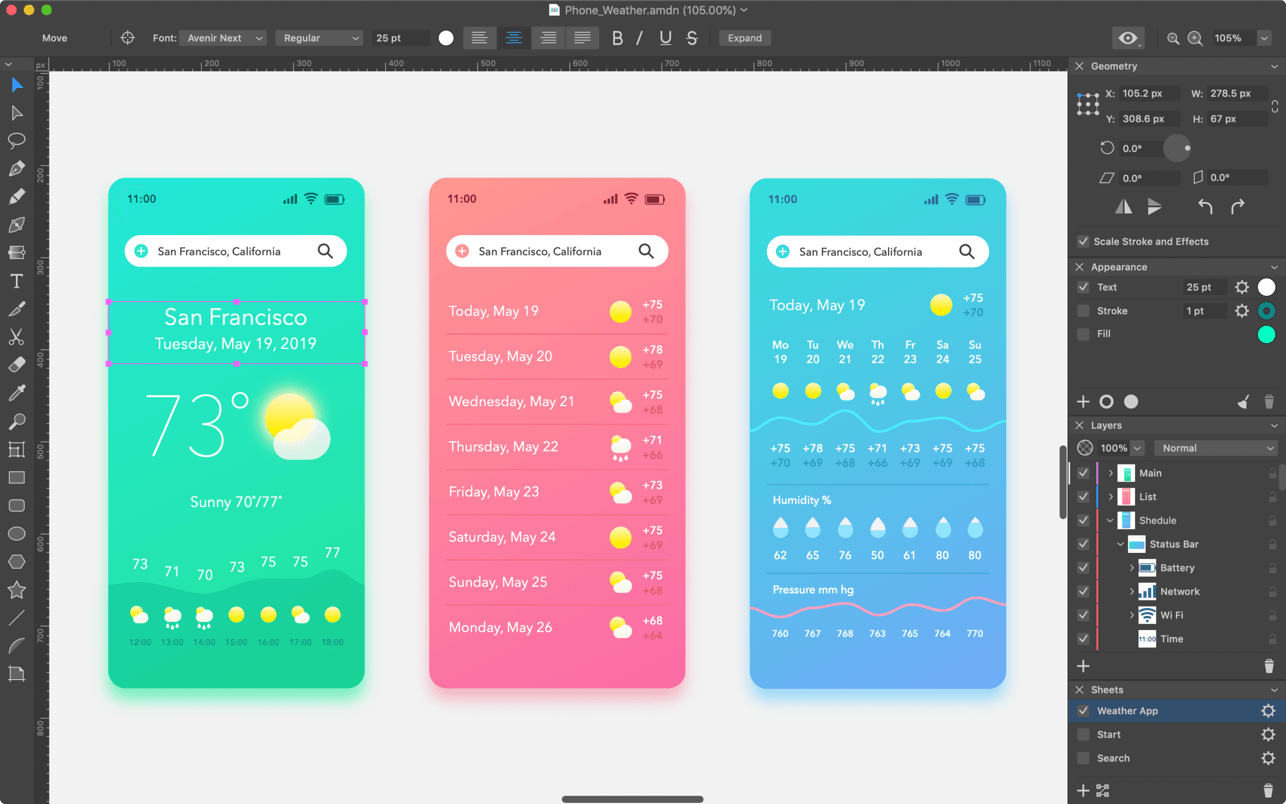 Phone_Weather.amdn (105.00%)
Move
Font: Avenir Next Regular 25 pt B I U S Expand 105%
px 100 200 300 400 500 600 700 800 900 1000 1100
100
200
300
400
500
600
700
800
11:00
San Francisco, California
San Francisco
Tuesday, May 19, 2019
73°
Sunny 70°/77°
73 71 70 73 75 75 77
12:00 13:00 14:00 15:00 16:00 17:00 18:00
11:00
San Francisco, California
Today, May 19 +75 +70
Tuesday, May 20 +78 +69
Wednesday, May 21 +75 +68
Thursday, May 22 +71 +66
Friday, May 23 +73 +69
Saturday, May 24 +75 +69
Sunday, May 25 +75 +69
Monday, May 26 +68 +64
11:00
San Francisco, California
Today, May 19 +75 +70
Mo Tu We Th Fr Sa Su
19 20 21 22 23 24 25
+75 +78 +75 +71 +73 +75 +75
+70 +69 +68 +66 +69 +69 +68
Humidity %
62 65 76 50 61 80 80
Pressure mm hg
760 767 768 763 765 764 770
Geometry
X: 105.2 px W: 278.5 px
Y: 308.6 px H: 67 px
0.0°
0.0° 0.0°
Scale Stroke and Effects
Appearance
Text 25 pt
Stroke 1 pt
Fill
Layers
100% Normal
Main
List
Shedule
Status Bar
Battery
Network
Wi Fi
11:00 Time
Sheets
Weather App
Start
Search